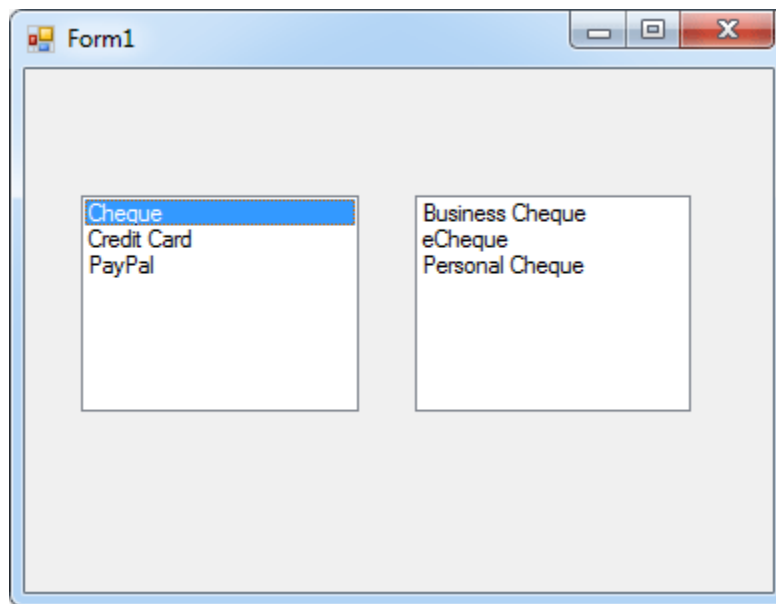 Form1
Cheque
Credit Card
PayPal
Business Cheque
eCheque
Personal Cheque